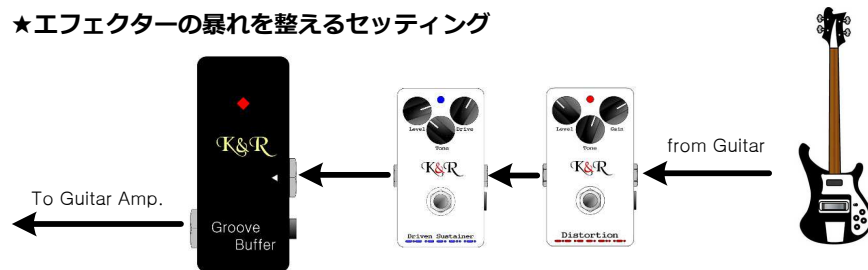 ★エフェクターの暴れを整えるセッティング
K&R
Groove
Buffer
To Guitar Amp.
Level
Drive
Tone
K&R
Driven Sustainer
Level
Gain
Tone
K&R
Distortion
from Guitar